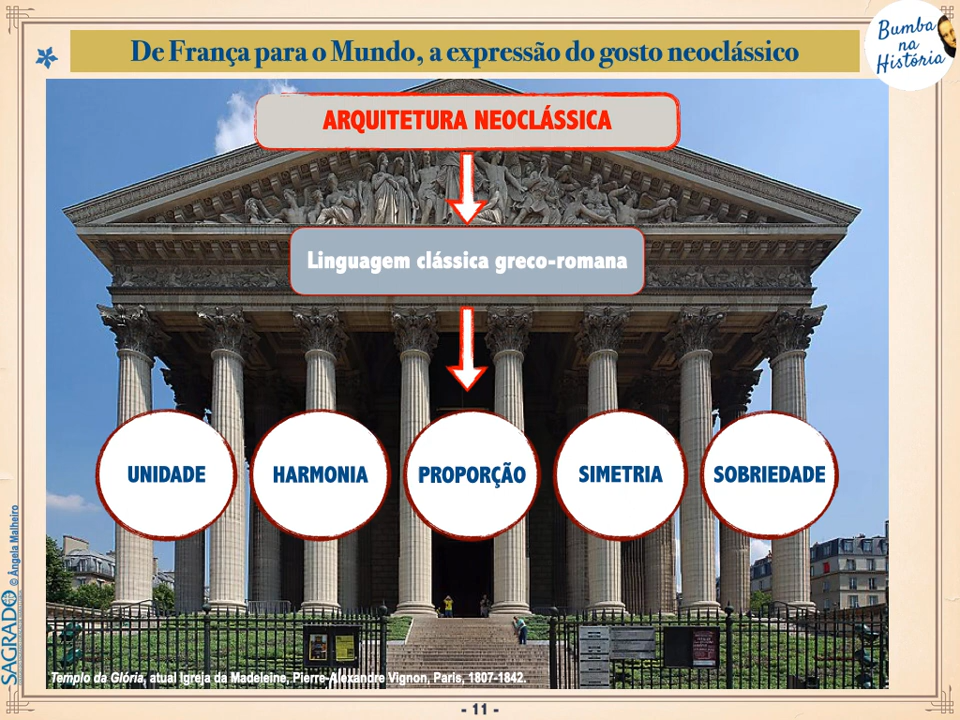 De França para o Mundo, a expressão do gosto neoclássico
Bumba
na
História
ARQUITETURA NEOCLÁSSICA
Linguagem clássica greco-romana
UNIDADE
HARMONIA
PROPORÇÃO
SIMETRIA
SOBRIEDADE
SAGRADO © Ângela Malheiro
Templo da Glória, atual Igreja da Madeleine, Pierre-Alexandre Vignon, Paris, 1807-1842.
- 11 -